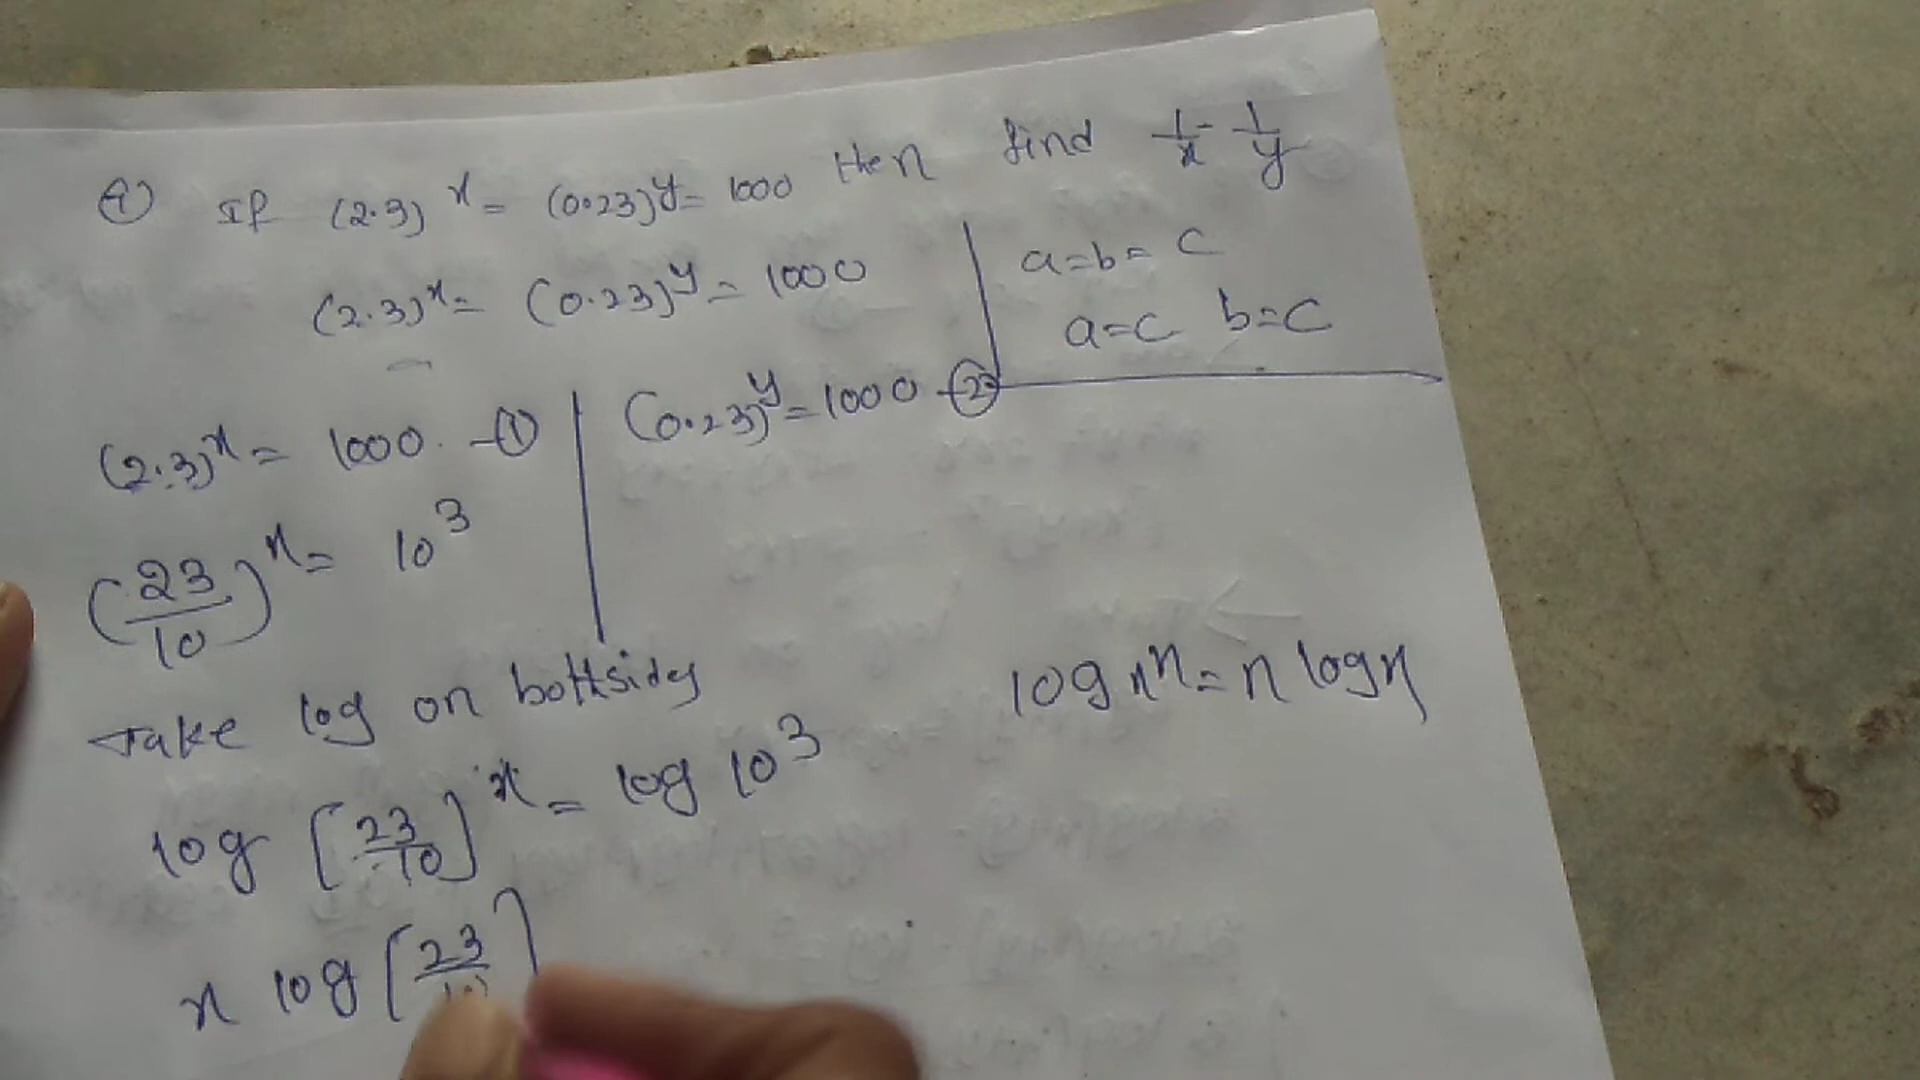 ④ If (2.3)^x = (0.23)^y = 1000 then find 1/x - 1/y
(2.3)^x = (0.23)^y = 1000
a=b=c
a=c b=c
(2.3)^x = 1000 - ①
(0.23)^y = 1000 - ②
(23/10)^x = 10^3
Take log on bothsides
log x^n = n log x
log [23/10]^x = log 10^3
x log [23/10]